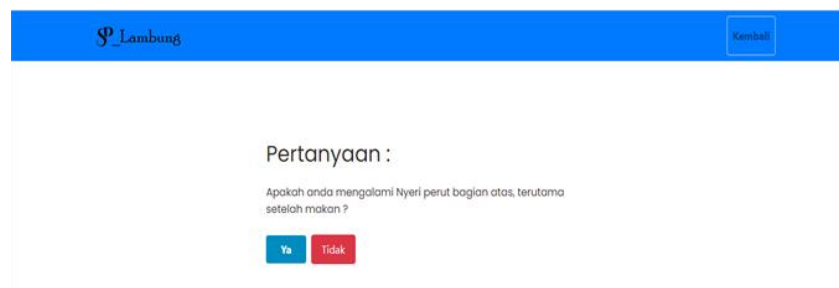 SP_Lambung
Kembali
Pertanyaan :
Apakah anda mengalami Nyeri perut bagian atas, terutama
setelah makan ?
Ya
Tidak